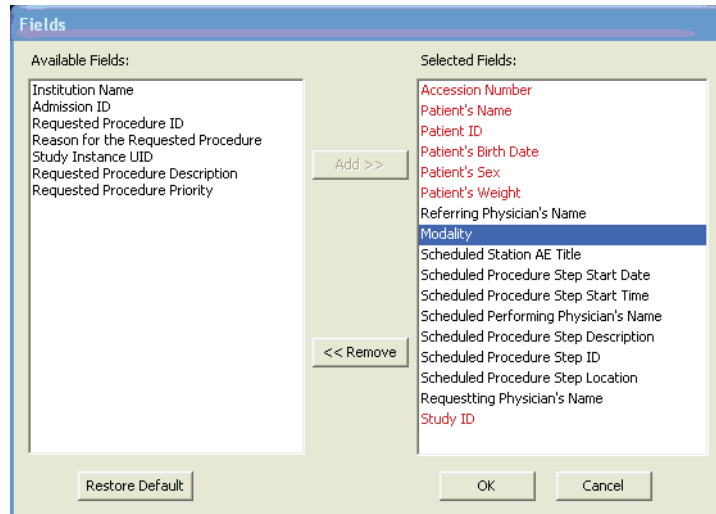 Fields
Available Fields:
Institution Name
Admission ID
Requested Procedure ID
Reason for the Requested Procedure
Study Instance UID
Requested Procedure Description
Requested Procedure Priority
Add >>
<< Remove
Selected Fields:
Accession Number
Patient's Name
Patient ID
Patient's Birth Date
Patient's Sex
Patient's Weight
Referring Physician's Name
Modality
Scheduled Station AE Title
Scheduled Procedure Step Start Date
Scheduled Procedure Step Start Time
Scheduled Performing Physician's Name
Scheduled Procedure Step Description
Scheduled Procedure Step ID
Scheduled Procedure Step Location
Requestting Physician's Name
Study ID
Restore Default
OK
Cancel